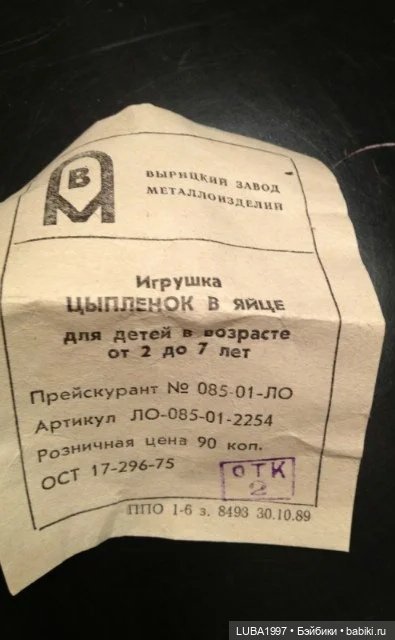 В
М
ВЫРИЦКИЙ ЗАВОД
МЕТАЛЛОИЗДЕЛИЙ
Игрушка
ЦЫПЛЕНОК В ЯЙЦЕ
для детей в возрасте
от 2 до 7 лет
Прейскурант № 085-01-ЛО
Артикул ЛО-085-01-2254
Розничная цена 90 коп.
ОСТ 17-296-75
ОТК
2
ППО 1-6 з. 8493 30.10.89
LUBA1997 • Бэйбики • babiki.ru